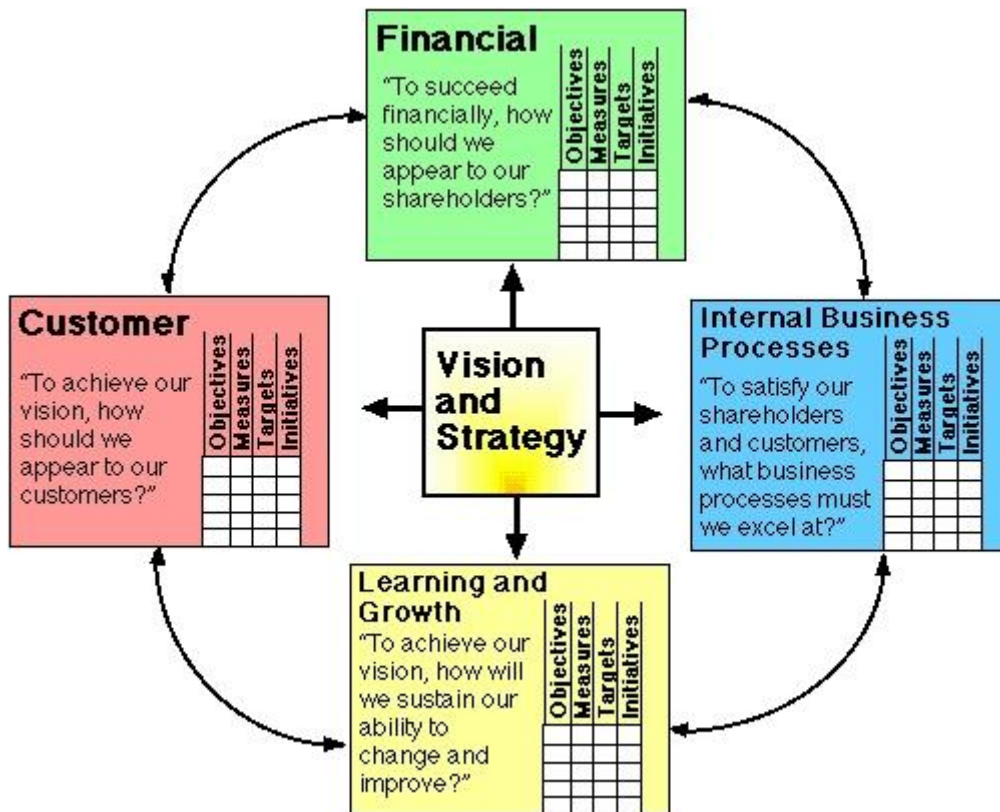 Financial
“To succeed
financially, how
should we
appear to our
shareholders?”
Objectives
Measures
Targets
Initiatives
Customer
“To achieve our
vision, how
should we
appear to our
customers?”
Objectives
Measures
Targets
Initiatives
Vision
and
Strategy
Internal Business
Processes
“To satisfy our
shareholders
and customers,
what business
processes must
we excel at?”
Objectives
Measures
Targets
Initiatives
Learning and
Growth
“To achieve our
vision, how will
we sustain our
ability to
change and
improve?”
Objectives
Measures
Targets
Initiatives